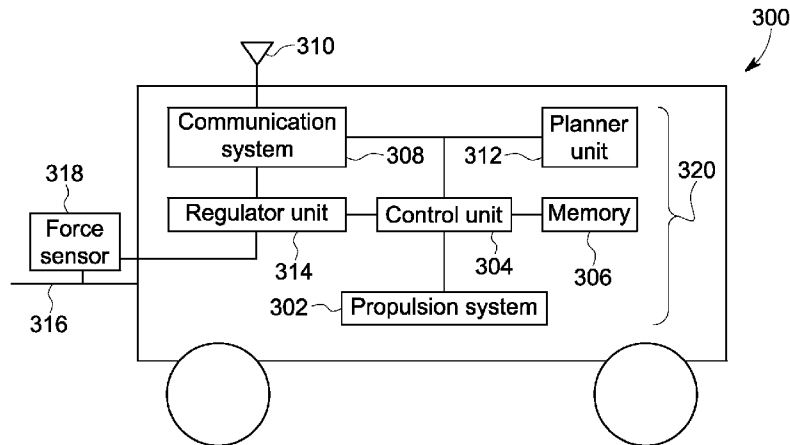 310
300
Communication system
308
312
Planner unit
320
318
Force sensor
Regulator unit
314
Control unit
304
Memory
306
316
302
Propulsion system